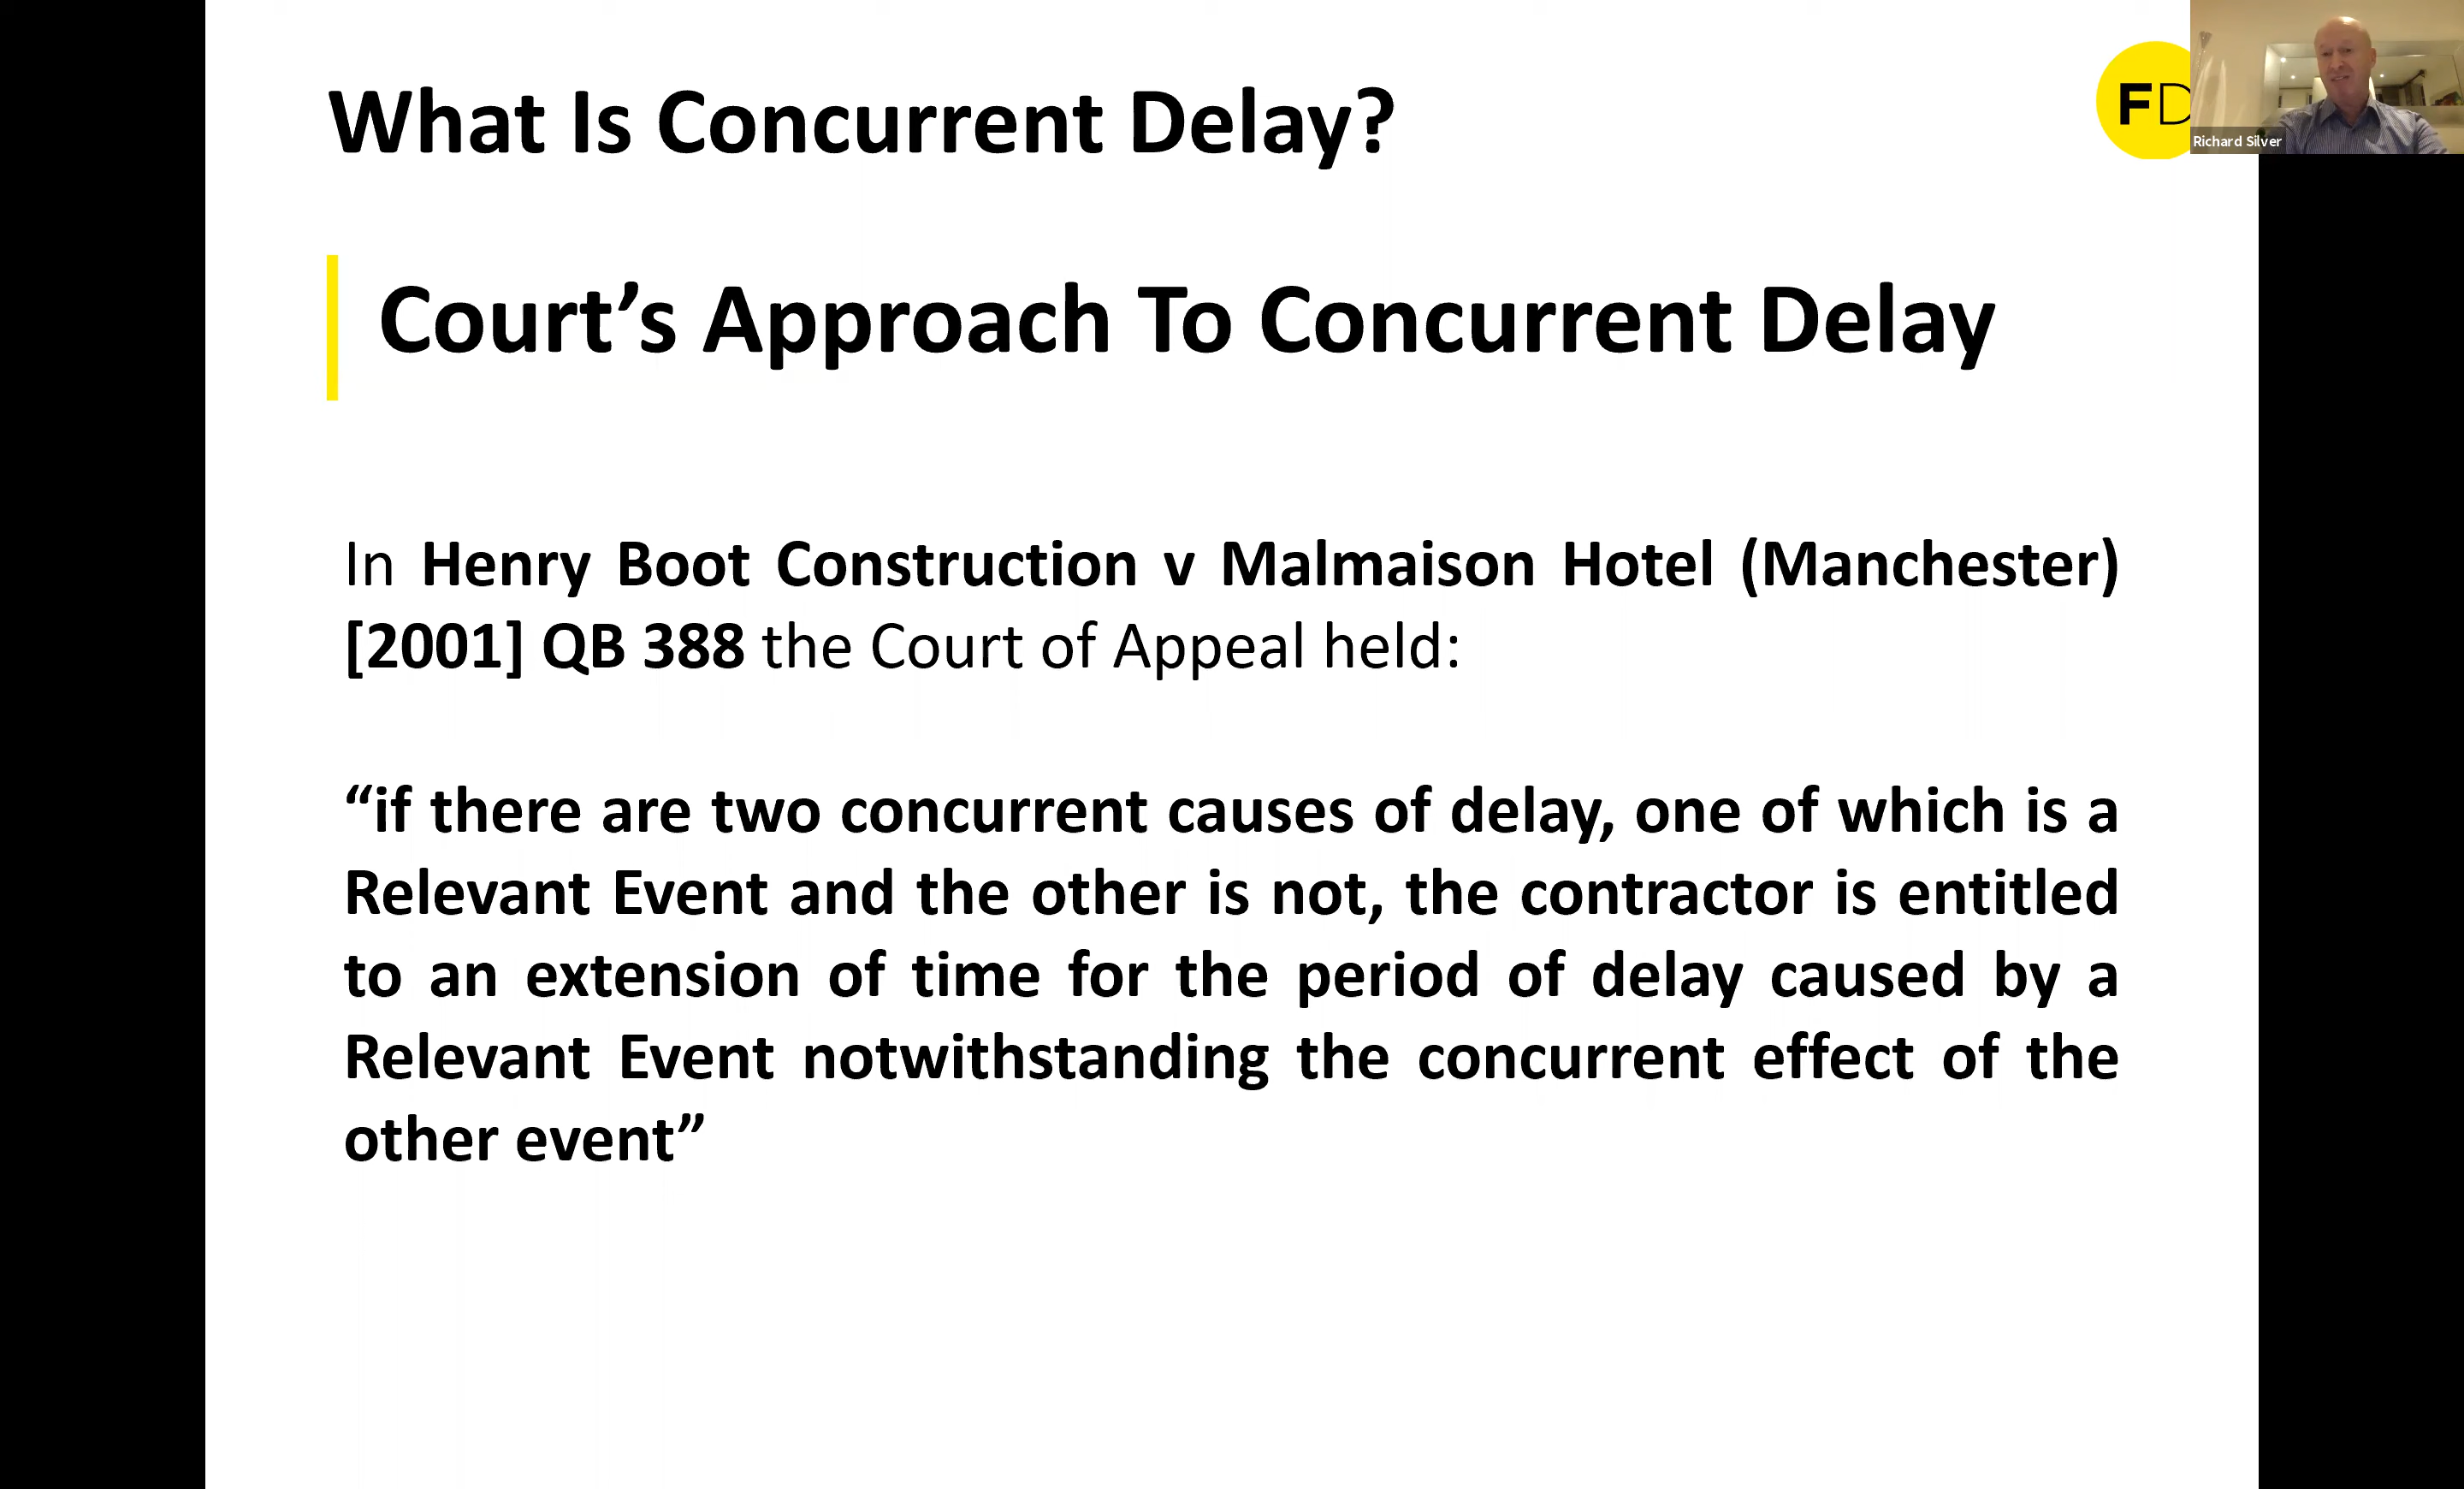 What Is Concurrent Delay?
FD
Richard Silver
Court’s Approach To Concurrent Delay
In Henry Boot Construction v Malmaison Hotel (Manchester)
[2001] QB 388 the Court of Appeal held:
“if there are two concurrent causes of delay, one of which is a
Relevant Event and the other is not, the contractor is entitled
to an extension of time for the period of delay caused by a
Relevant Event notwithstanding the concurrent effect of the
other event”